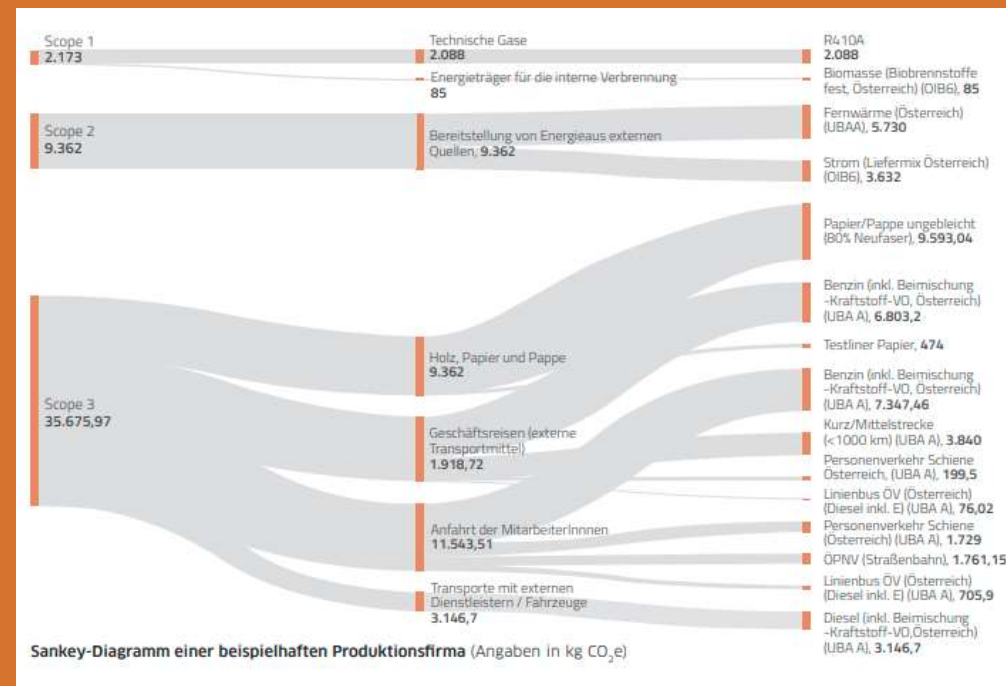 Scope 1
2.173
Technische Gase
2.088
R410A
2.088
Energieträger für die interne Verbrennung
85
Biomasse (Biobrennstoffe
fest, Österreich) (OIB6), 85
Scope 2
9.362
Bereitstellung von Energieaus externen
Quellen, 9.362
Fernwärme (Österreich)
(UBAA), 5.730
Strom (Liefermix Österreich)
(OIB6), 3.632
Scope 3
35.675,97
Holz, Papier und Pappe
9.362
Geschäftsreisen (externe
Transportmittel)
1.918,72
Anfahrt der MitarbeiterInnnen
11.543,51
Transporte mit externen
Dienstleistern / Fahrzeuge
3.146,7
Papier/Pappe ungebleicht
(80% Neufaser), 9.593,04
Benzin (inkl. Beimischung
-Kraftstoff-VO, Österreich)
(UBA A), 6.803,2
Testliner Papier, 474
Benzin (inkl. Beimischung
-Kraftstoff-VO, Österreich)
(UBA A), 7.347,46
Kurz/Mittelstrecke
(<1000 km) (UBA A), 3.840
Personenverkehr Schiene
Österreich, (UBA A), 199,5
Linienbus ÖV (Österreich)
(Diesel inkl. E) (UBA A), 76,02
Personenverkehr Schiene
(Österreich) (UBA A), 1.729
ÖPNV (Straßenbahn), 1.761,15
Linienbus ÖV (Österreich)
(Diesel inkl. E) (UBA A), 705,9
Diesel (inkl. Beimischung
-Kraftstoff-VO,Österreich)
(UBA A), 3.146,7
Sankey-Diagramm einer beispielhaften Produktionsfirma (Angaben in kg CO₂e)